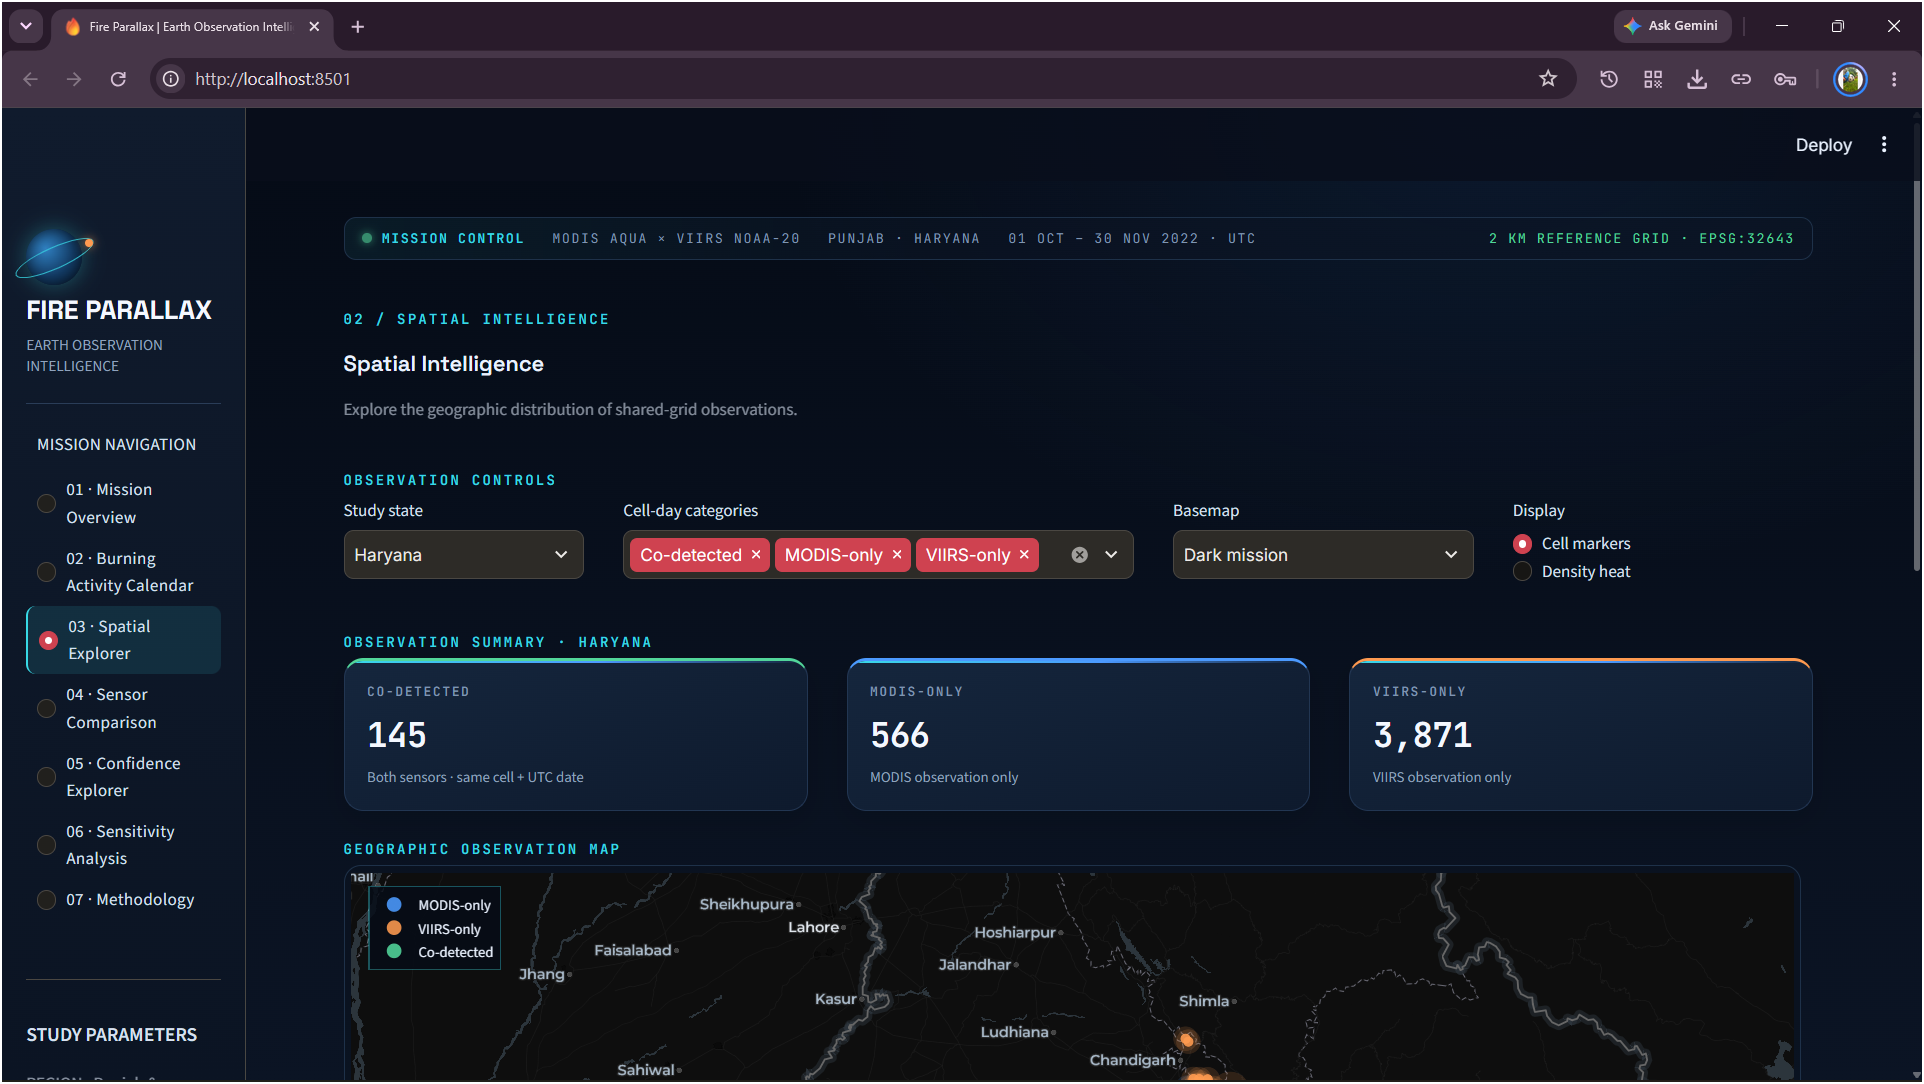 Fire Parallax | Earth Observation Intelli
Ask Gemini
http://localhost:8501
Deploy
MISSION CONTROL
MODIS AQUA × VIIRS NOAA-20
PUNJAB · HARYANA
01 OCT – 30 NOV 2022 · UTC
2 KM REFERENCE GRID · EPSG:32643
FIRE PARALLAX
EARTH OBSERVATION
INTELLIGENCE
MISSION NAVIGATION
01 · Mission
Overview
02 · Burning
Activity Calendar
03 · Spatial
Explorer
04 · Sensor
Comparison
05 · Confidence
Explorer
06 · Sensitivity
Analysis
07 · Methodology
STUDY PARAMETERS
02 / SPATIAL INTELLIGENCE
Spatial Intelligence
Explore the geographic distribution of shared-grid observations.
OBSERVATION CONTROLS
Study state
Haryana
Cell-day categories
Co-detected
MODIS-only
VIIRS-only
Basemap
Dark mission
Display
Cell markers
Density heat
OBSERVATION SUMMARY · HARYANA
CO-DETECTED
145
Both sensors · same cell + UTC date
MODIS-ONLY
566
MODIS observation only
VIIRS-ONLY
3,871
VIIRS observation only
GEOGRAPHIC OBSERVATION MAP
MODIS-only
VIIRS-only
Co-detected
Sheikhupura
Lahore
Hoshiarpur
Faisalabad
Jalandhar
Jhang
Kasur
Shimla
Ludhiana
Chandigarh
Sahiwal